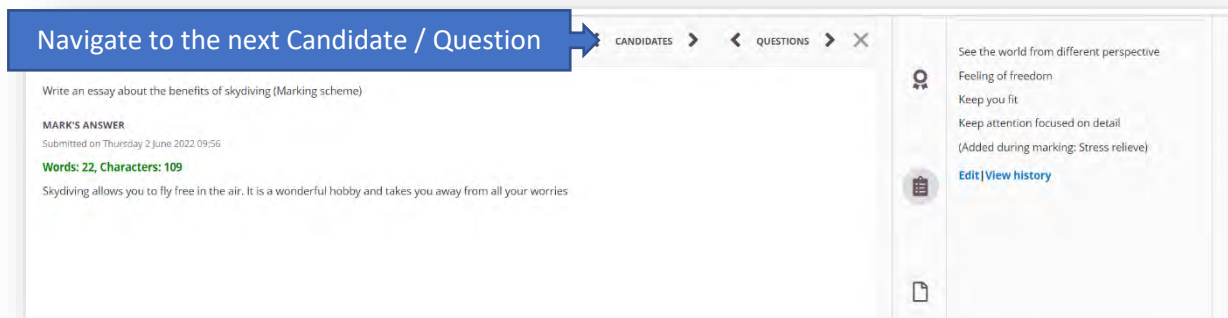 Navigate to the next Candidate / Question
CANDIDATES
QUESTIONS
Write an essay about the benefits of skydiving (Marking scheme)
MARK'S ANSWER
Submitted on Thursday 2 June 2022 09:56
Words: 22, Characters: 109
Skydiving allows you to fly free in the air. It is a wonderful hobby and takes you away from all your worries
See the world from different perspective
Feeling of freedom
Keep you fit
Keep attention focused on detail
(Added during marking: Stress relieve)
Edit|View history